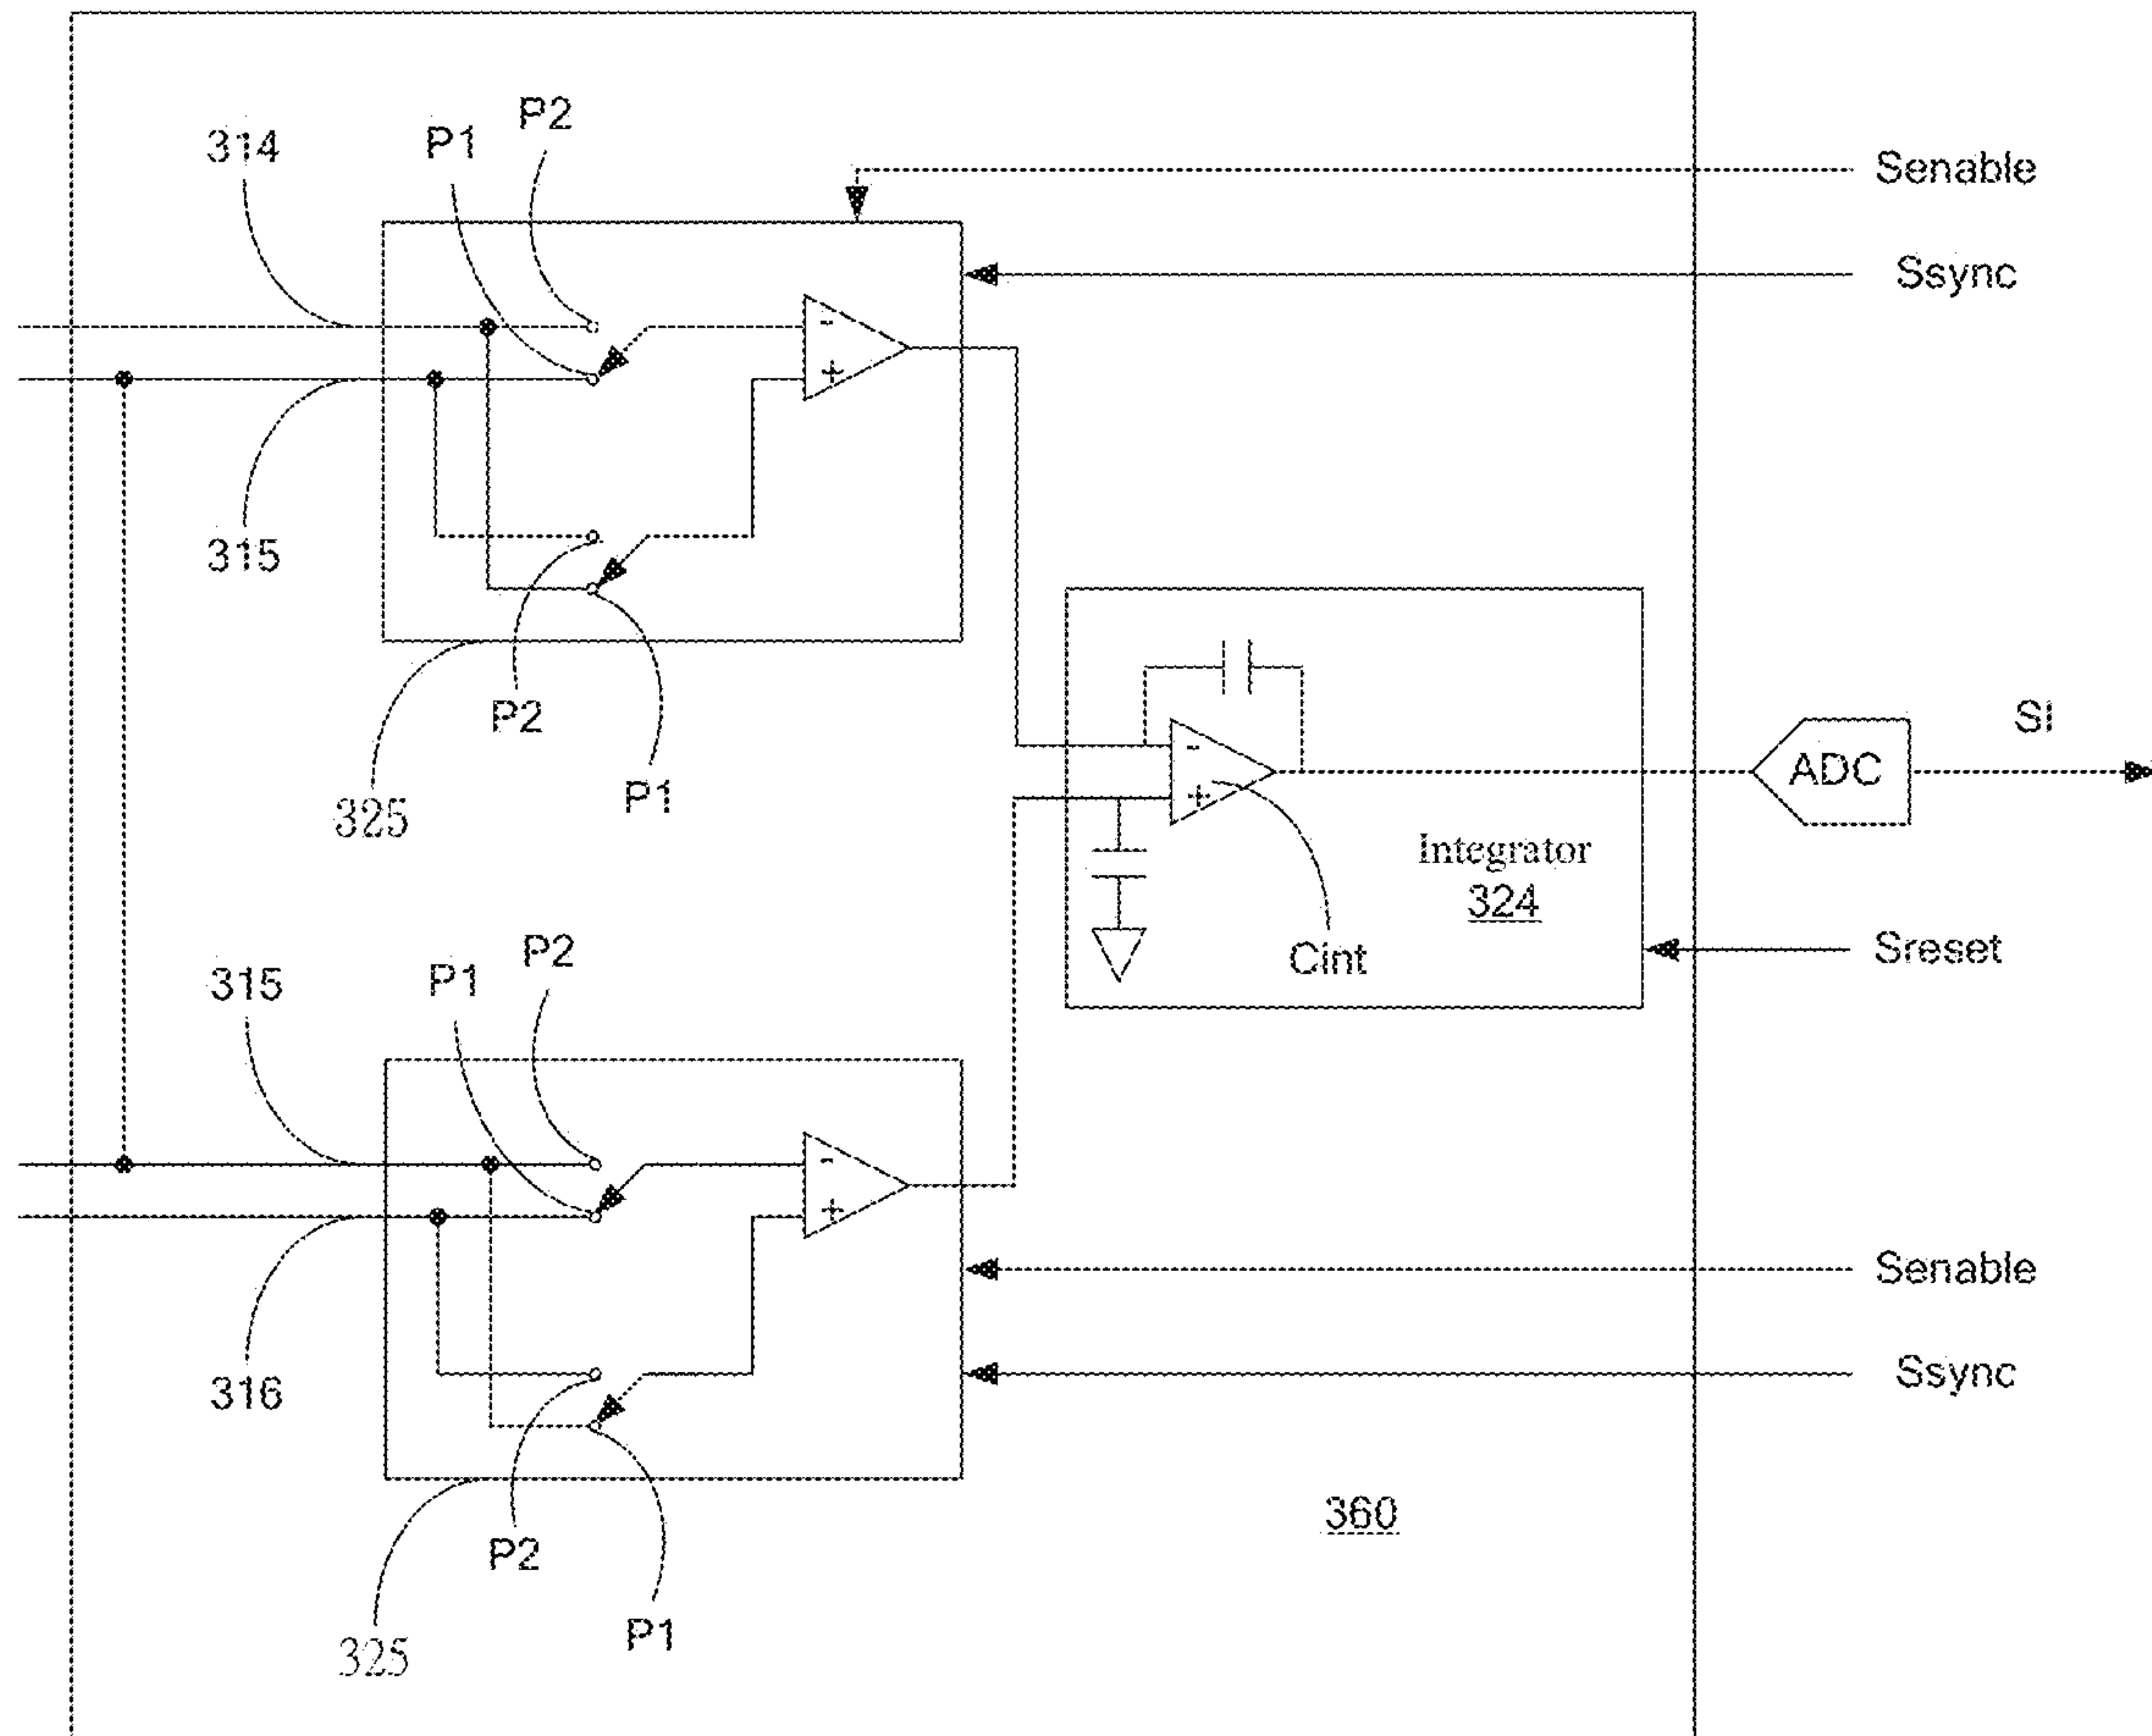 P2
314
P1
Senable
Ssync
-
+
315
P2
P1
325
SI
-
ADC
+
Integrator
324
Sreset
Cint
P2
P1
315
-
+
Senable
316
Ssync
360
P2
P1
325